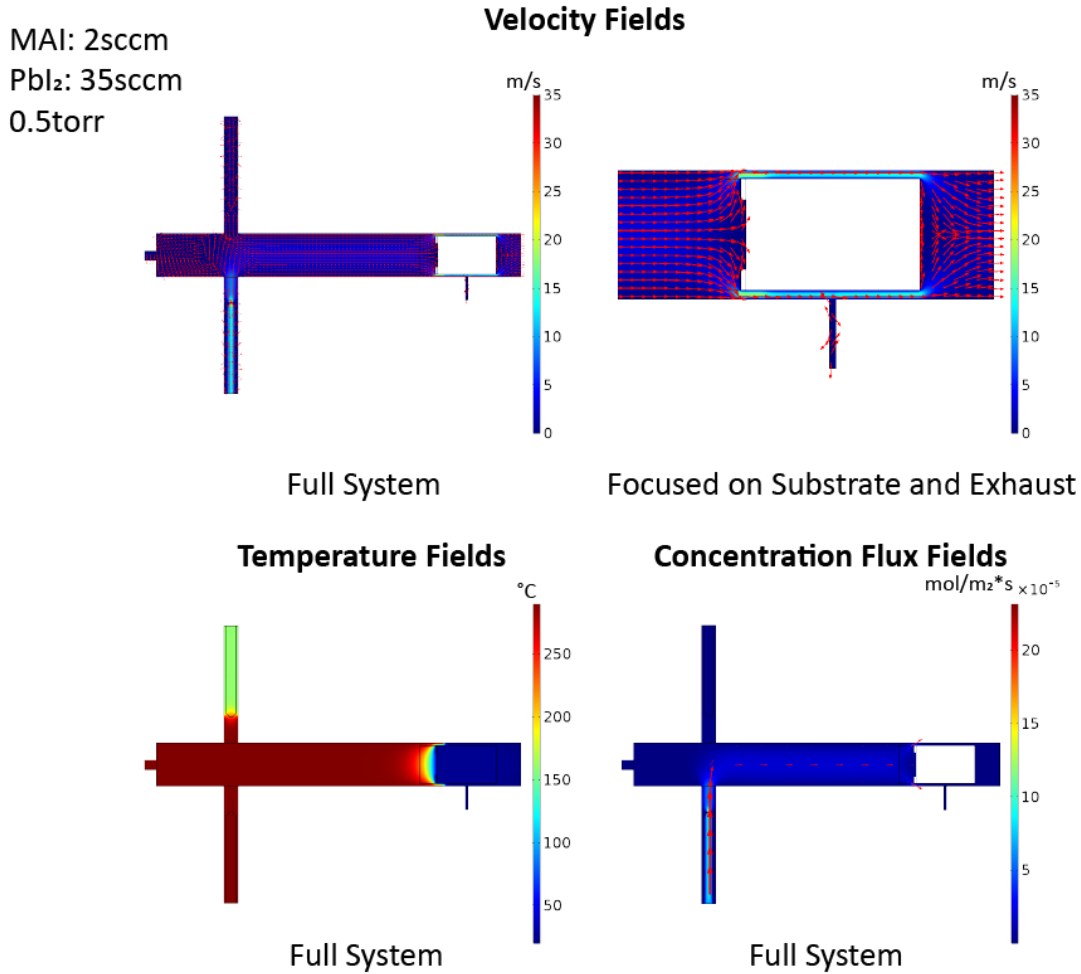 Velocity Fields
MAI: 2sccm
PbI₂: 35sccm
0.5torr
m/s
35
30
25
20
15
10
5
0
m/s
35
30
25
20
15
10
5
0
Full System
Focused on Substrate and Exhaust
Temperature Fields
°C
250
200
150
100
50
Full System
Concentration Flux Fields
mol/m₂*s ×10⁻⁵
20
15
10
5
Full System